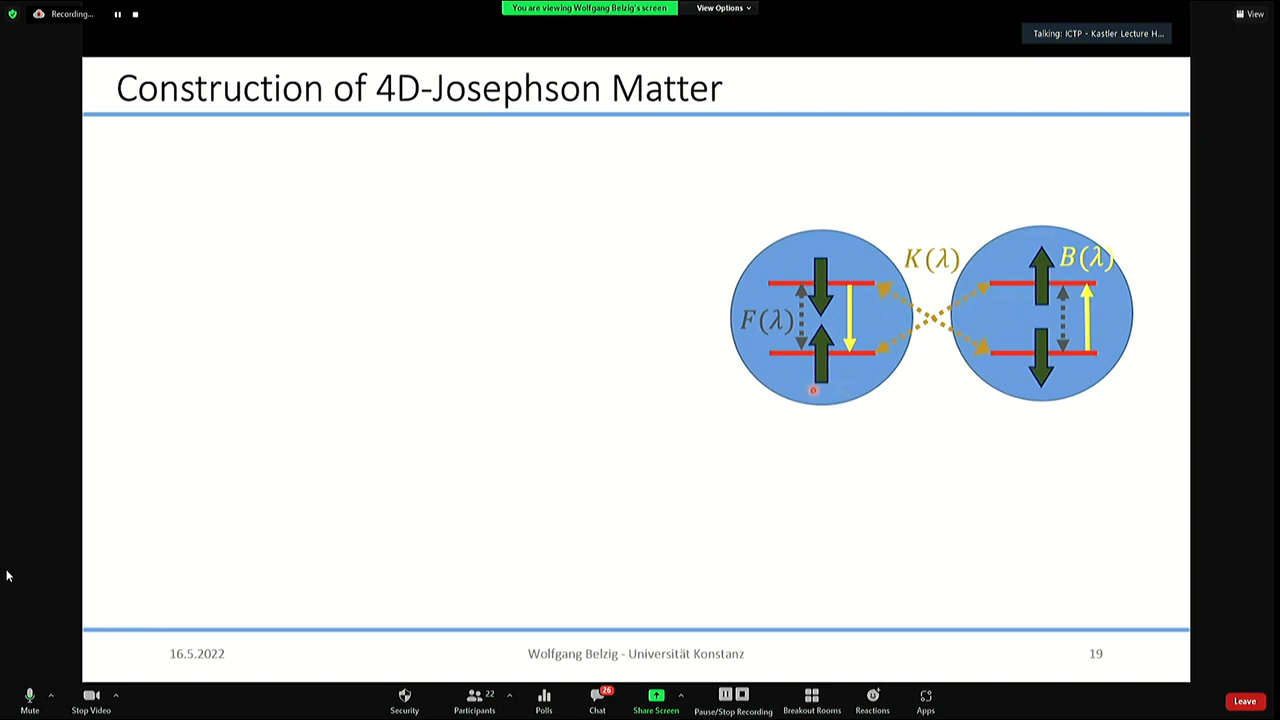 Recording...
You are viewing Wolfgang Belzig's screen
View Options
View
Talking: ICTP - Kastler Lecture H...
Construction of 4D-Josephson Matter
K(λ)
B(λ)
F(λ)
16.5.2022
Wolfgang Belzig - Universität Konstanz
19
Mute
Stop Video
Security
22
Participants
Polls
26
Chat
Share Screen
Pause/Stop Recording
Breakout Rooms
Reactions
Apps
Leave